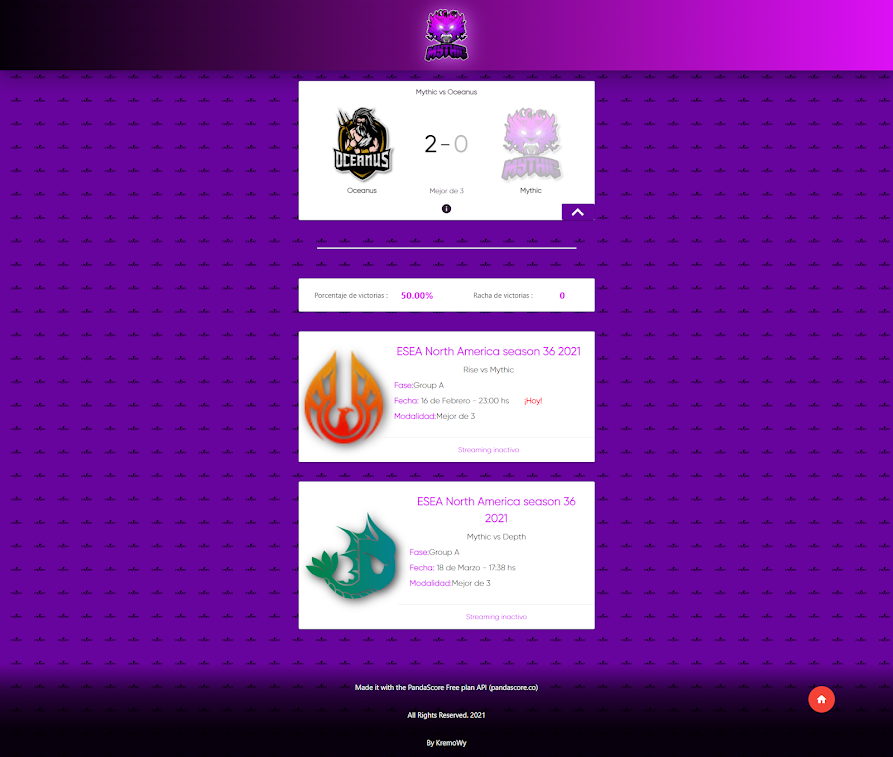 MYTHIC
Mythic vs Oceanus
OCEANUS
2 - 0
MYTHIC
Oceanus
Mejor de 3
Mythic
Porcentaje de victorias : 50.00% Racha de victorias : 0
ESEA North America season 36 2021
Rise vs Mythic
Fase:Group A
Fecha: 16 de Febrero - 23:00 hs ¡Hoy!
Modalidad:Mejor de 3
Streaming inactivo
ESEA North America season 36
2021
Mythic vs Depth
Fase:Group A
Fecha: 18 de Marzo - 17:38 hs
Modalidad:Mejor de 3
Streaming inactivo
Made it with the PandaScore Free plan API (pandascore.co)
All Rights Reserved. 2021
By KremoWy